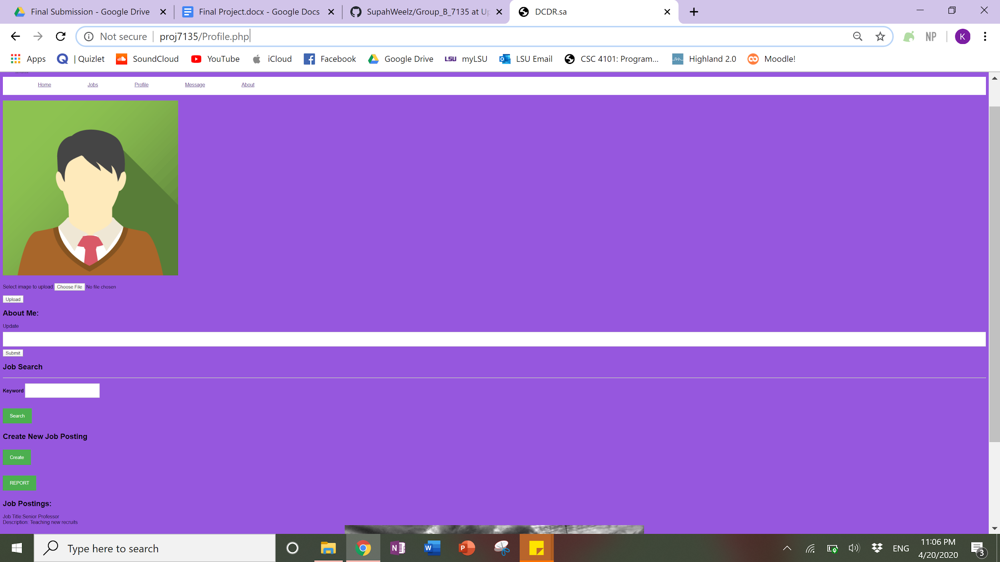 Final Submission - Google Drive
Final Project.docx - Google Docs
SupahWeelz/Group_B_7135 at Up
DCDR.sa
Not secure proj7135/Profile.php
NP
K
Apps
| Quizlet
SoundCloud
YouTube
iCloud
Facebook
Google Drive
LSU myLSU
LSU Email
CSC 4101: Program...
Highland 2.0
Moodle!
Home Jobs Profile Message About
Select image to upload: Choose File No file chosen
Upload
About Me:
Update
Submit
Job Search
Keyword
Search
Create New Job Posting
Create
REPORT
Job Postings:
Job Title:Senior Professor
Description: Teaching new recruits
Type here to search
ENG
11:06 PM
4/20/2020
3